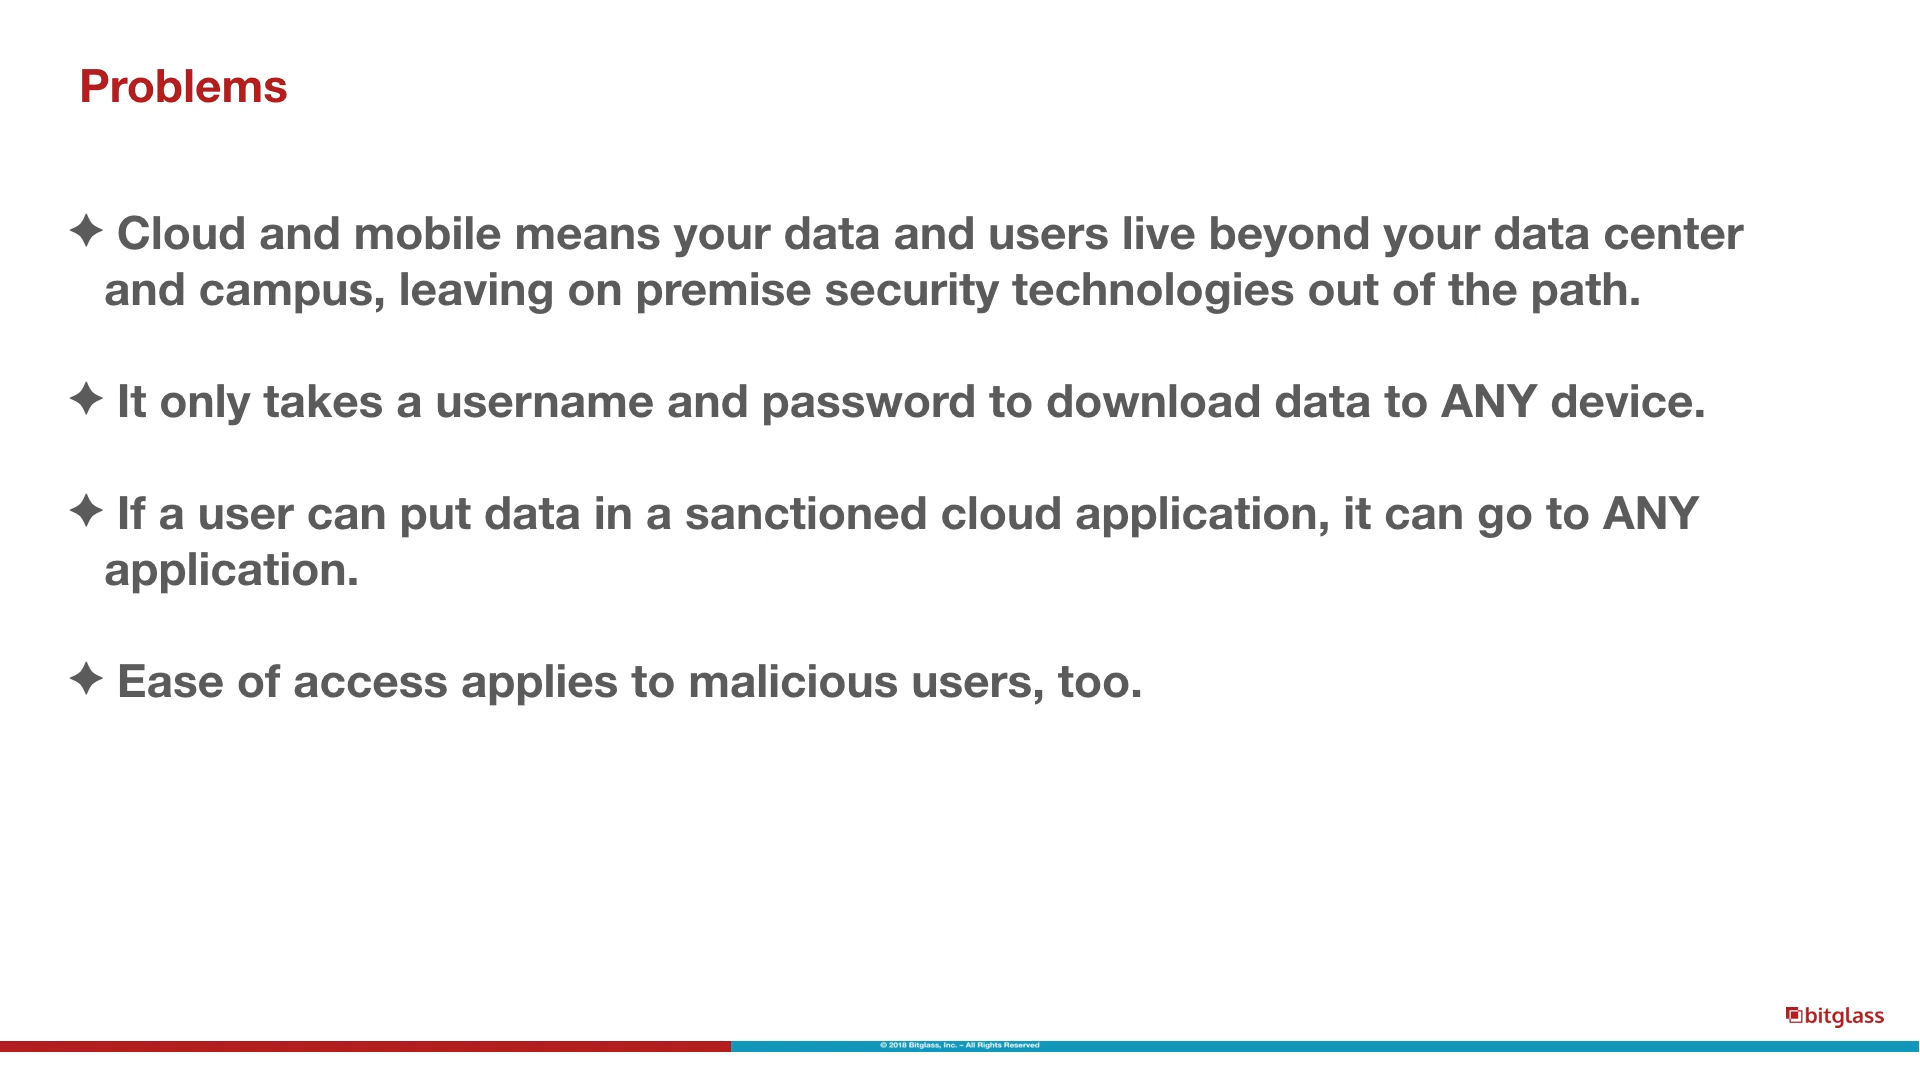 Problems
✦ Cloud and mobile means your data and users live beyond your data center
and campus, leaving on premise security technologies out of the path.
✦ It only takes a username and password to download data to ANY device.
✦ If a user can put data in a sanctioned cloud application, it can go to ANY
application.
✦ Ease of access applies to malicious users, too.
bitglass
© 2018 Bitglass, Inc. – All Rights Reserved